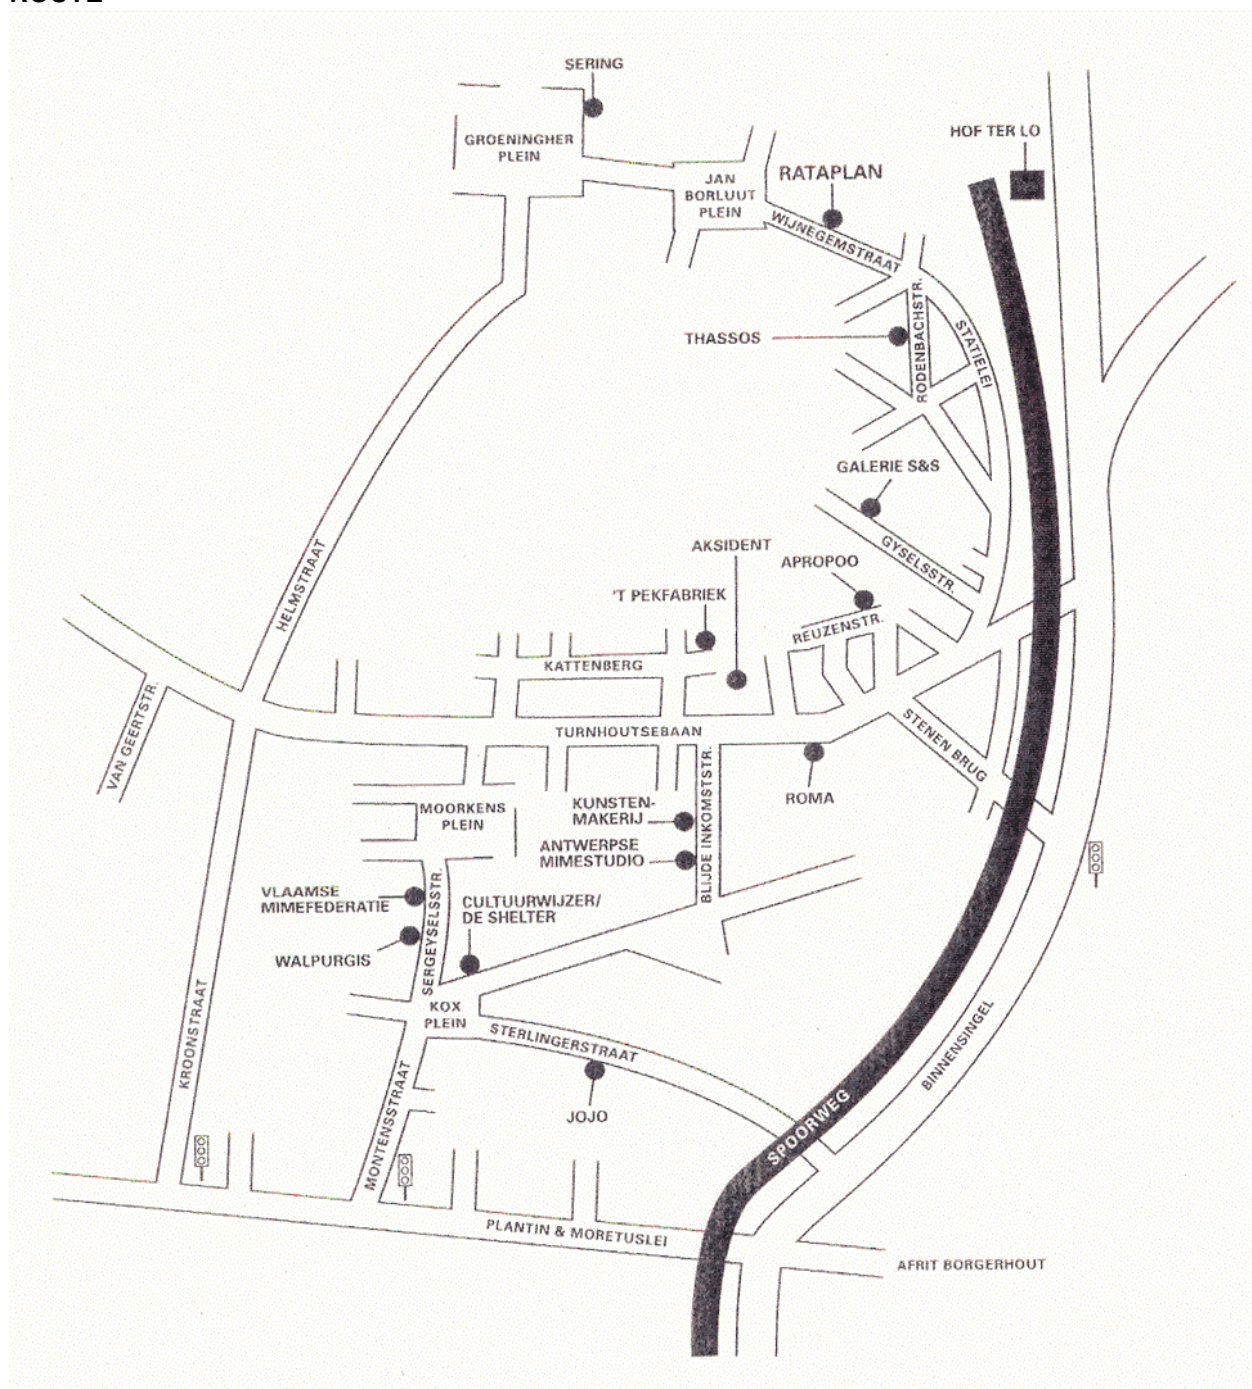 ROUTE
SERING
GROENINGHER
PLEIN
HOF TER LO
JAN
BORLUUT
PLEIN
RATAPLAN
WIJNEGEMSTRAAT
THASSOS
RODENBACHSTR.
STATIELEI
GALERIE S&S
GYSELSSTR.
AKSIDENT
APROPOO
'T PEKFABRIEK
REUZENSTR.
HELMSTRAAT
KATTENBERG
VAN GEERTSTR.
TURNHOUTSEBAAN
STENEN BRUG
ROMA
MOORKENS
PLEIN
KUNSTEN-
MAKERIJ
BLIJDE INKOMSTSTR.
ANTWERPSE
MIMESTUDIO
VLAAMSE
MIMEFEDERATIE
SERGEYSELSSTR.
CULTUURWIJZER/
DE SHELTER
WALPURGIS
KOX
PLEIN
STERLINGERSTRAAT
KROONSTRAAT
BINNENSINGEL
MONTENSSTRAAT
JOJO
SPOORWEG
PLANTIN & MORETUSLEI
AFRIT BORGERHOUT